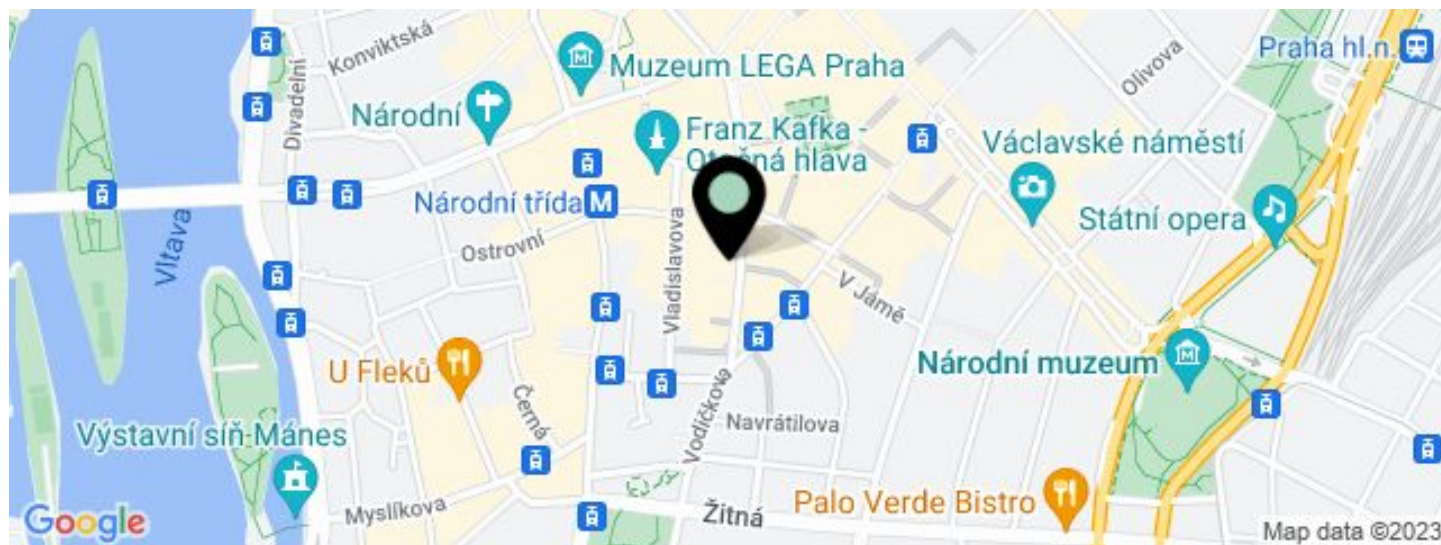 Konviktská
Divadelní
Muzeum LEGA Praha
Olivova
Praha hl.n.
Národní
Franz Kafka -
hlava
Václavské náměstí
Národní třída
M
Státní opera
Vltava
Ostrovní
Vladislavova
V Jámě
U Fleků
Národní muzeum
Černá
Vodičkova
Navrátilova
Výstavní síň-Mánes
Myslíkova
Žitná
Palo Verde Bistro
Google
Map data ©2023